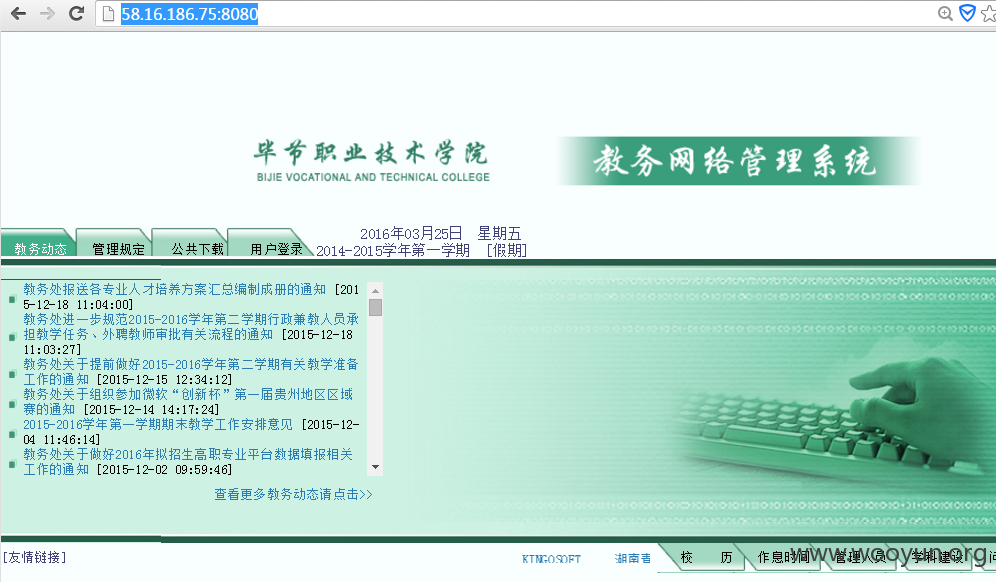 58.16.186.75:8080
毕节职业技术学院
BIJIE VOCATIONAL AND TECHNICAL COLLEGE
教务网络管理系统
2016年03月25日 星期五
教务动态 管理规定 公共下载 用户登录 2014-2015学年第一学期 [假期]
教务处报送各专业人才培养方案汇总编制成册的通知 [201
5-12-18 11:04:00]
教务处进一步规范2015-2016学年第二学期行政兼教人员承
担教学任务、外聘教师审批有关流程的通知 [2015-12-18
11:03:27]
教务处关于提前做好2015-2016学年第二学期有关教学准备
工作的通知 [2015-12-15 12:34:12]
教务处关于组织参加微软“创新杯”第一届贵州地区区域
赛的通知 [2015-12-14 14:17:24]
2015-2016学年第一学期期末教学工作安排意见 [2015-12-
04 11:46:14]
教务处关于做好2016年拟招生高职专业平台数据填报相关
工作的通知 [2015-12-02 09:59:46]
查看更多教务动态请点击>>
[友情链接] KINGOSOFT 湖南青 校 历 作息时间 管理人员 学科建设
www.wooyun.org